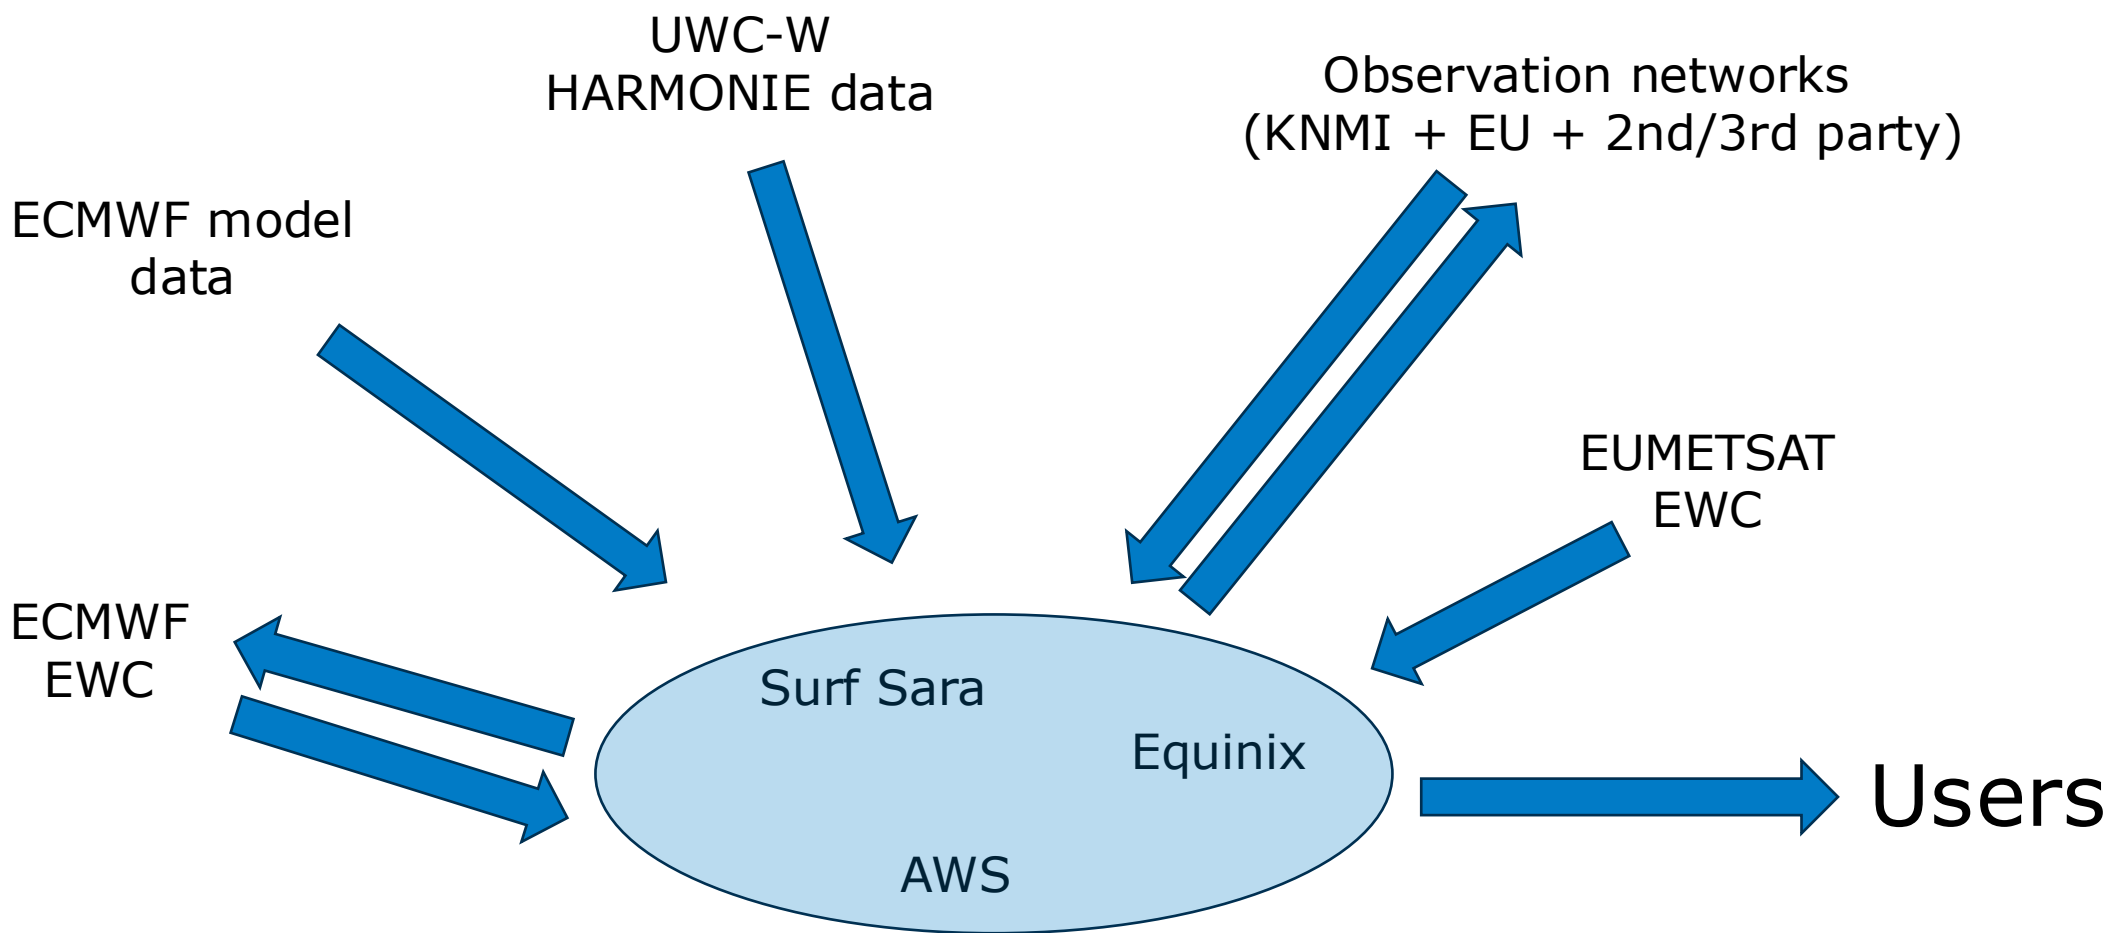 UWC-W
HARMONIE data
Observation networks
(KNMI + EU + 2nd/3rd party)
ECMWF model
data
EUMETSAT
EWC
ECMWF
EWC
Surf Sara
Equinix
AWS
Users